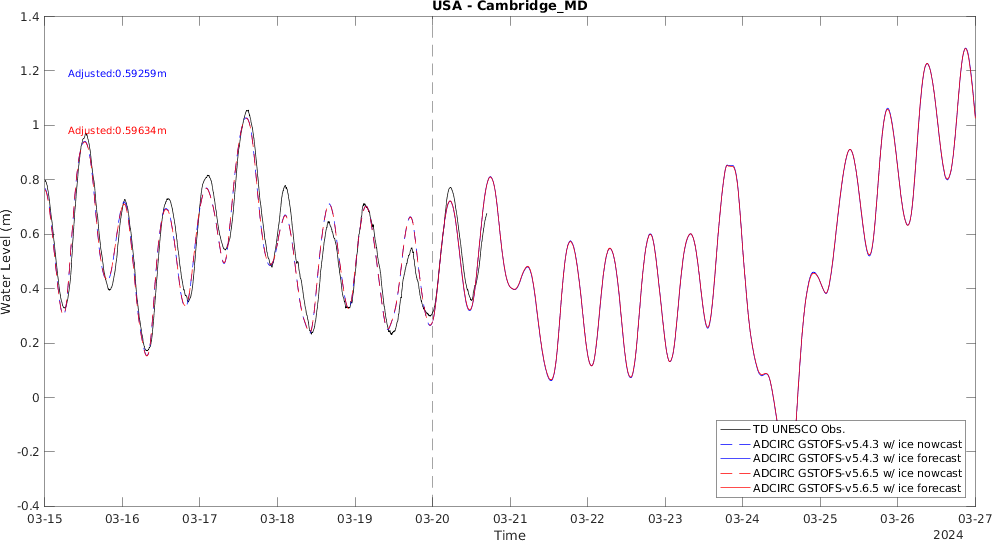 USA - Cambridge_MD
1.4
1.2
1
0.8
0.6
0.4
0.2
0
-0.2
-0.4
Water Level (m)
Adjusted:0.59259m
Adjusted:0.59634m
TD UNESCO Obs.
ADCIRC GSTOFS-v5.4.3 w/ ice nowcast
ADCIRC GSTOFS-v5.4.3 w/ ice forecast
ADCIRC GSTOFS-v5.6.5 w/ ice nowcast
ADCIRC GSTOFS-v5.6.5 w/ ice forecast
03-15 03-16 03-17 03-18 03-19 03-20 03-21 03-22 03-23 03-24 03-25 03-26 03-27
Time
2024